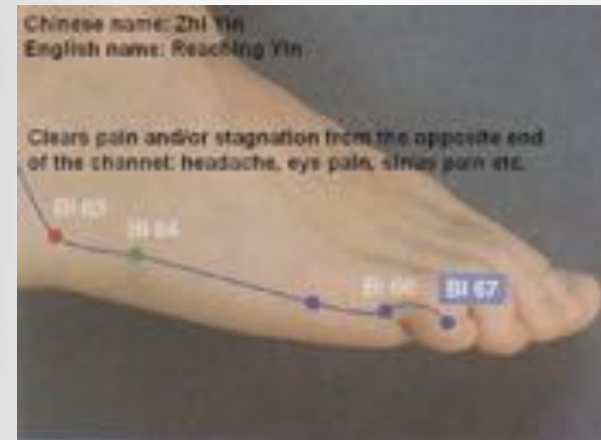 Chinese name: Zhi Yin
English name: Reaching Yin
Clears pain and/or stagnation from the opposite end
of the channel: headache, eye pain, sinus pain etc.
Bl 63
Bl 64
Bl 66
Bl 67